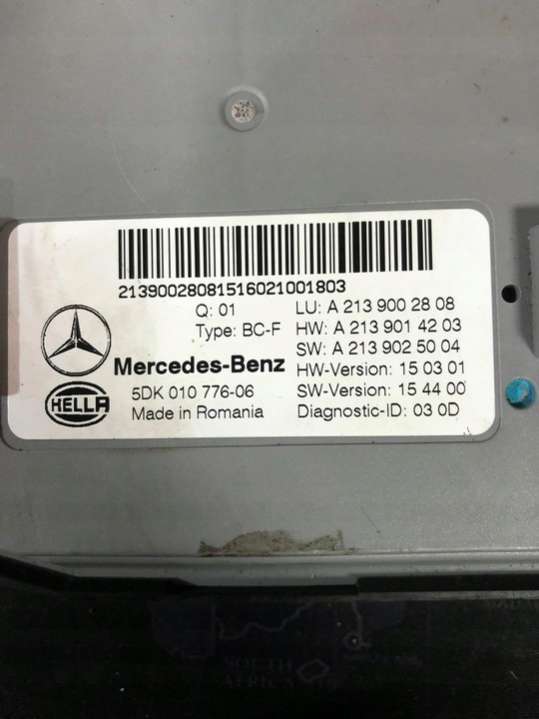 21390028081516021001803
Q: 01
LU: A 213 900 28 08
Type: BC-F
HW: A 213 901 42 03
SW: A 213 902 50 04
Mercedes-Benz
HW-Version: 15 03 01
5DK 010 776-06
SW-Version: 15 44 00
HELLA
Made in Romania
Diagnostic-ID: 03 0D